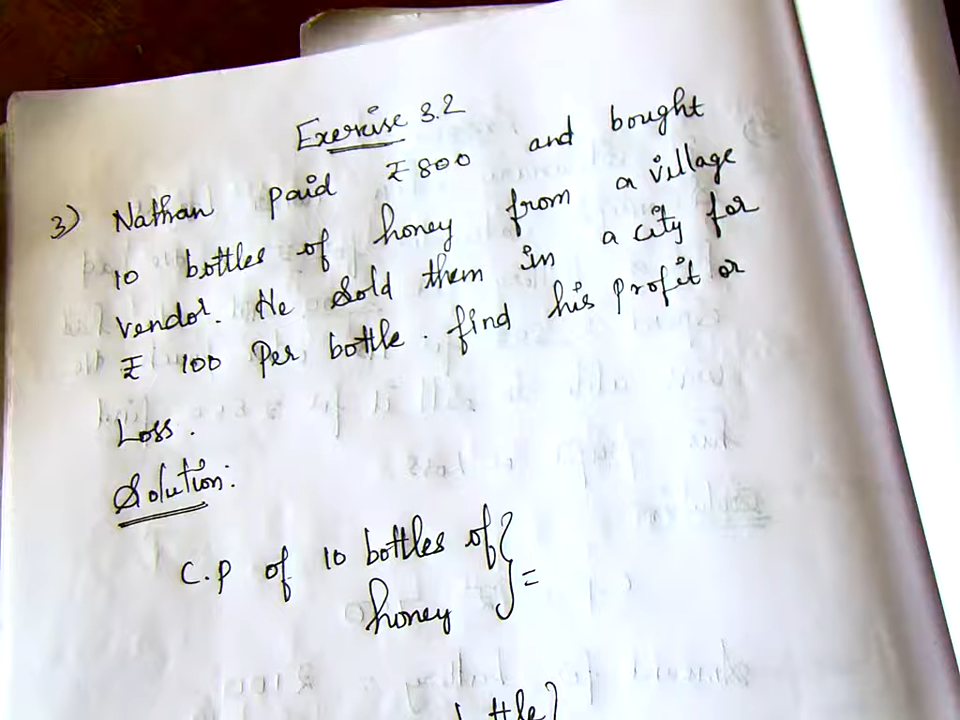 Exercise 3.2
3) Nathan paid ₹800 and bought
10 bottles of honey from a village
vendor. He Sold them in a city for
₹ 100 Per bottle. find his profit or
Loss.
Solution:
C.P of 10 bottles of }
honey } =